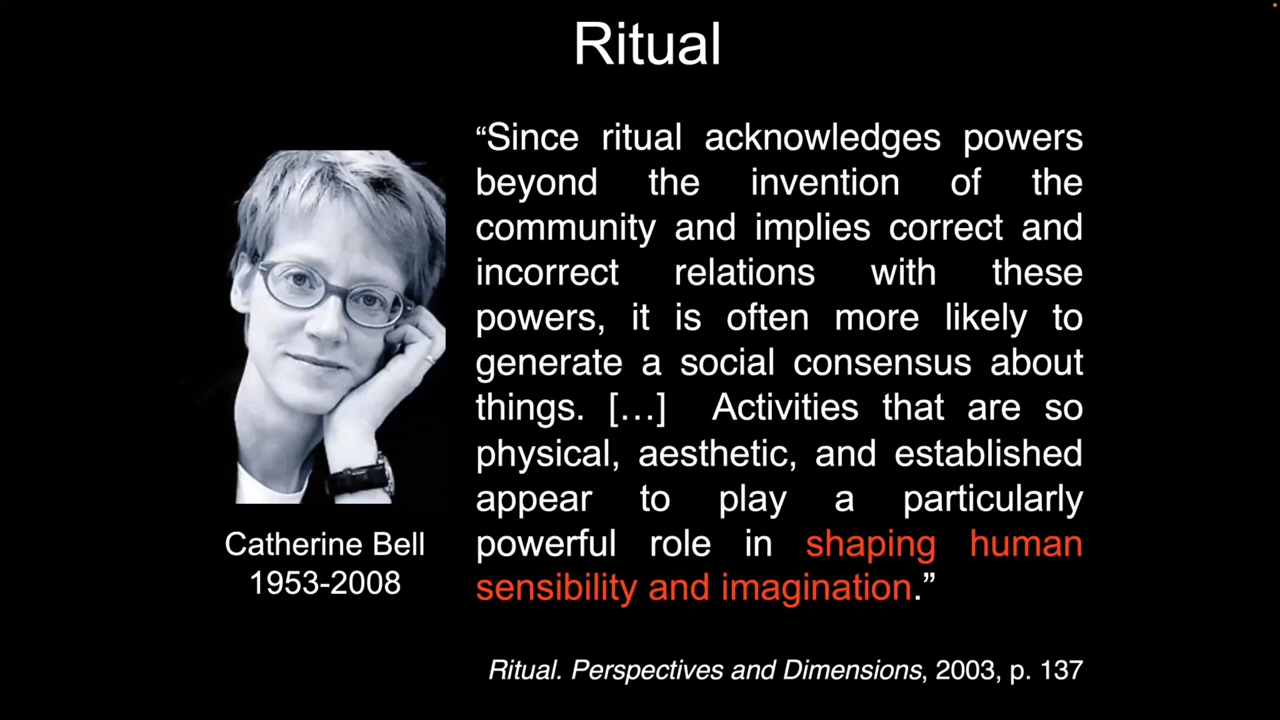 Ritual
“Since ritual acknowledges powers
beyond the invention of the
community and implies correct and
incorrect relations with these
powers, it is often more likely to
generate a social consensus about
things. […] Activities that are so
physical, aesthetic, and established
appear to play a particularly
powerful role in shaping human
sensibility and imagination.”
Catherine Bell
1953-2008
Ritual. Perspectives and Dimensions, 2003, p. 137